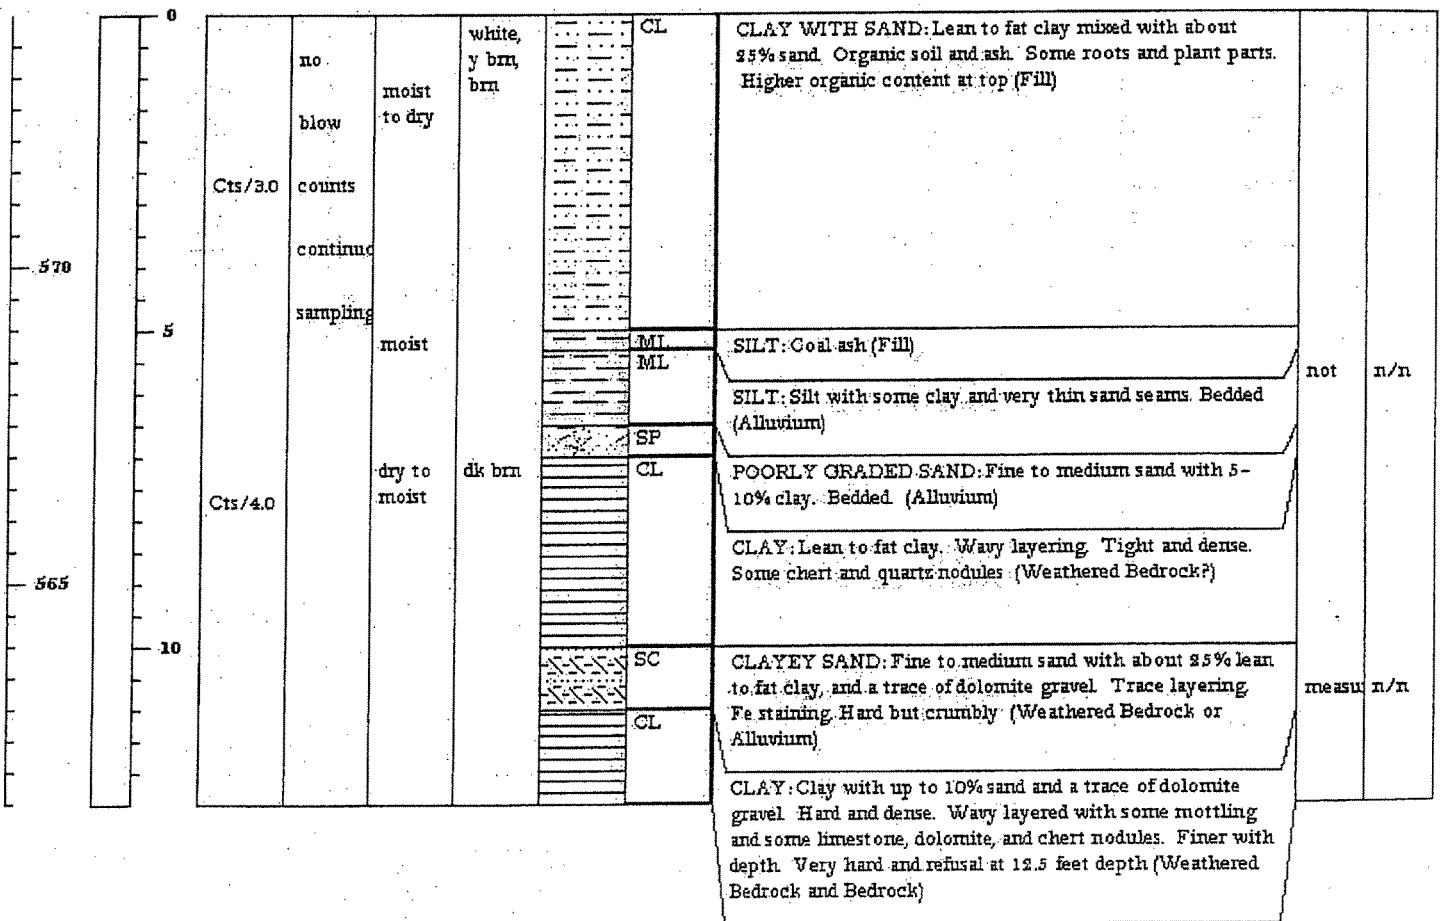 0
570
5
565
10
Cts/3.0
Cts/4.0
no
blow
counts
continuo
sampling
moist
to dry
moist
dry to
moist
white,
y brn,
brn
dk brn
CL
ML
ML
SP
CL
SC
CL
CLAY WITH SAND: Lean to fat clay mixed with about
25% sand. Organic soil and ash. Some roots and plant parts.
Higher organic content at top (Fill)
SILT: Coal ash (Fill)
SILT: Silt with some clay and very thin sand seams. Bedded
(Alluvium)
POORLY GRADED SAND: Fine to medium sand with 5-
10% clay. Bedded. (Alluvium)
CLAY: Lean to fat clay. Wavy layering. Tight and dense.
Some chert and quartz nodules (Weathered Bedrock?)
CLAYEY SAND: Fine to medium sand with about 25% lean
to fat clay, and a trace of dolomite gravel. Trace layering.
Fe staining. Hard but crumbly (Weathered Bedrock or
Alluvium)
CLAY: Clay with up to 10% sand and a trace of dolomite
gravel. Hard and dense. Wavy layered with some mottling
and some limestone, dolomite, and chert nodules. Finer with
depth. Very hard and refusal at 12.5 feet depth (Weathered
Bedrock and Bedrock)
not
measu
n/n
n/n